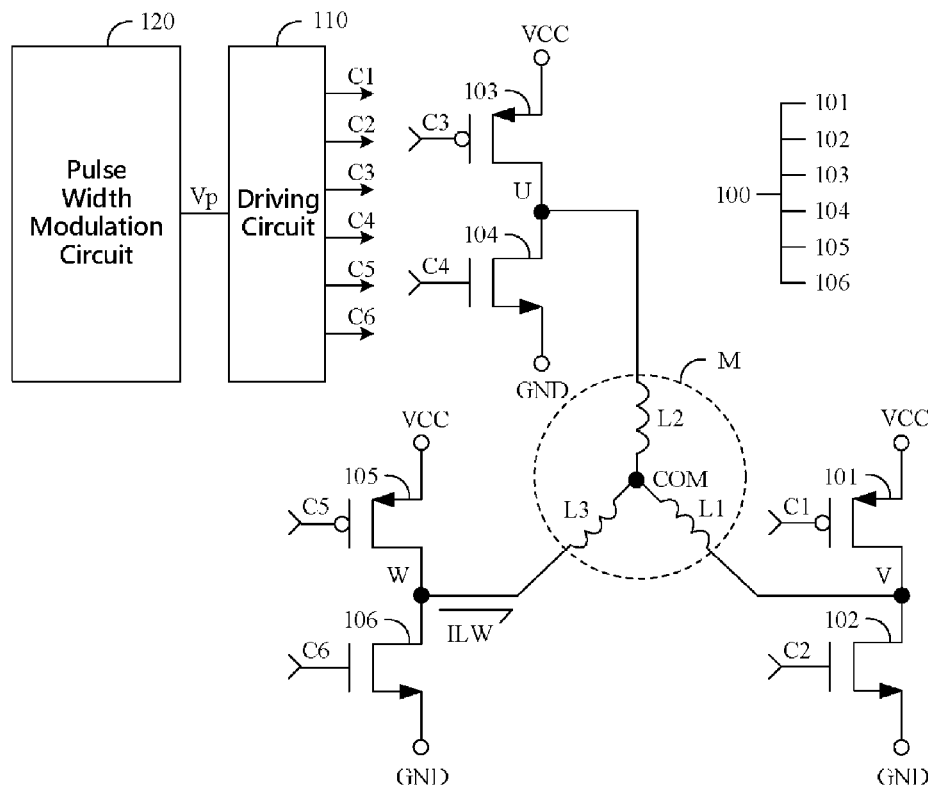 120
110
Pulse
Width
Modulation
Circuit
Vp
Driving
Circuit
C1
C2
C3
C4
C5
C6
VCC
103
C3
U
104
C4
GND
100
101
102
103
104
105
106
M
L2
COM
L3
L1
VCC
105
C5
W
106
C6
ILW
GND
VCC
101
C1
V
102
C2
GND